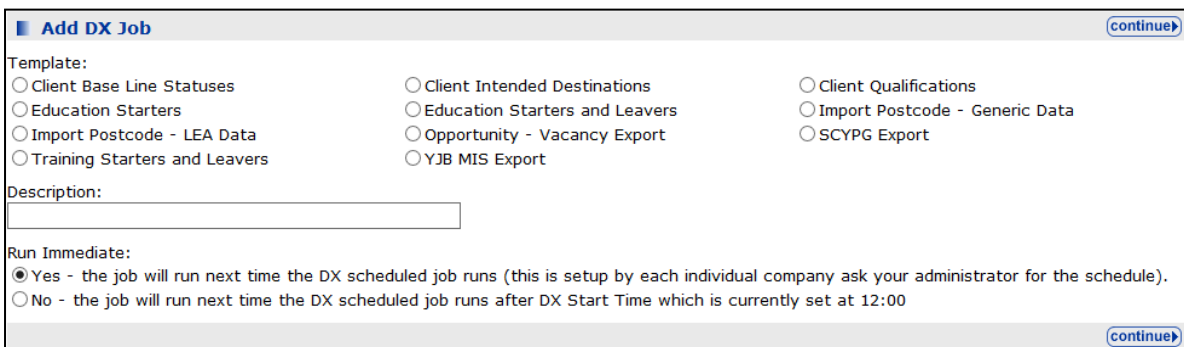 Add DX Job
continue
Template:
Client Base Line Statuses
Client Intended Destinations
Client Qualifications
Education Starters
Education Starters and Leavers
Import Postcode - Generic Data
Import Postcode - LEA Data
Opportunity - Vacancy Export
SCYPG Export
Training Starters and Leavers
YJB MIS Export
Description:
Run Immediate:
Yes - the job will run next time the DX scheduled job runs (this is setup by each individual company ask your administrator for the schedule).
No - the job will run next time the DX scheduled job runs after DX Start Time which is currently set at 12:00
continue